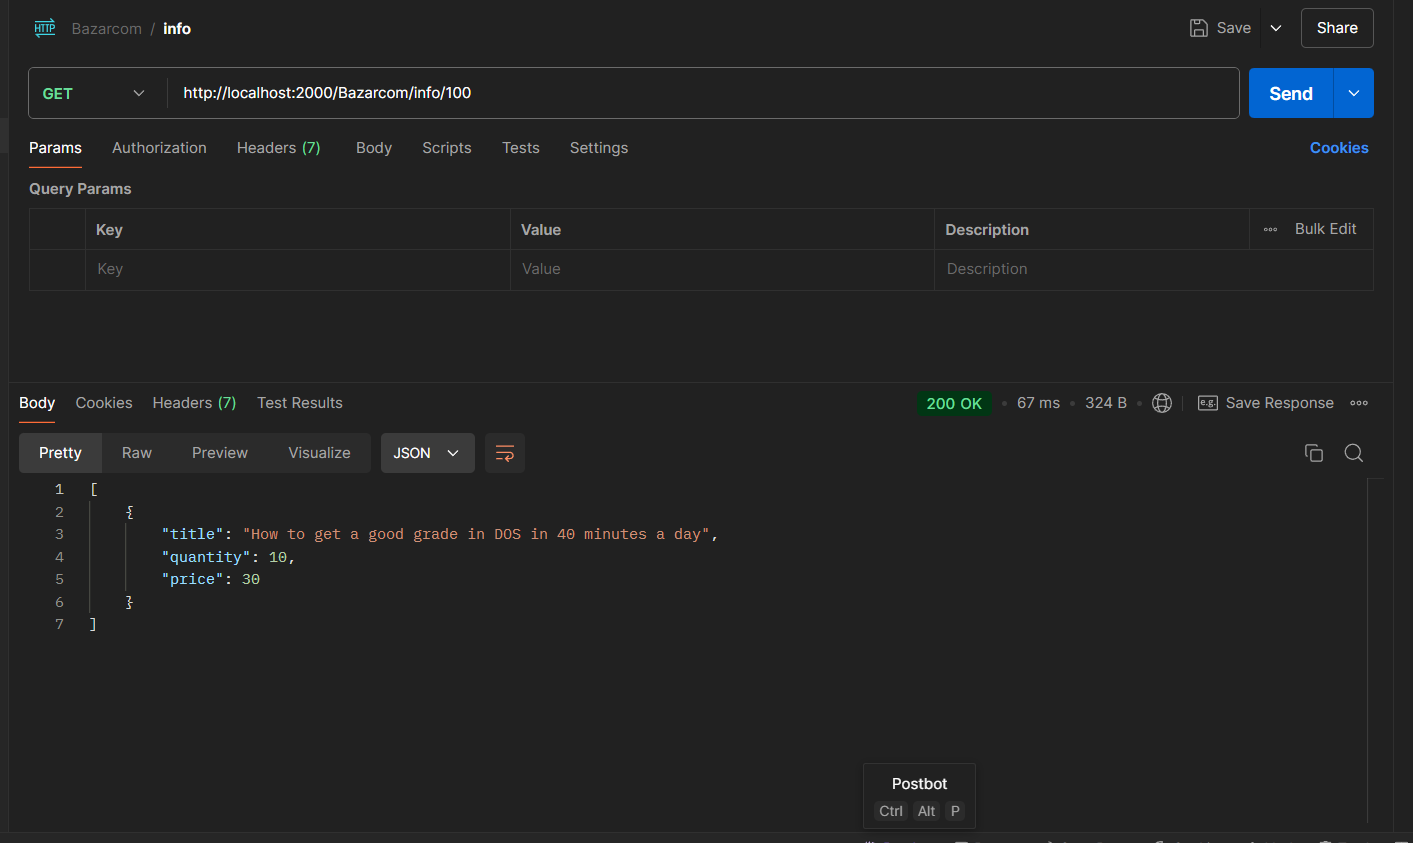 HTTP Bazarcom / info Save Share
GET http://localhost:2000/Bazarcom/info/100 Send
Params Authorization Headers (7) Body Scripts Tests Settings Cookies
Query Params
Key Value Description Bulk Edit
Key Value Description
Body Cookies Headers (7) Test Results 200 OK 67 ms 324 B e.g. Save Response
Pretty Raw Preview Visualize JSON
1 [
2 {
3 "title": "How to get a good grade in DOS in 40 minutes a day",
4 "quantity": 10,
5 "price": 30
6 }
7 ]
Postbot
Ctrl Alt P